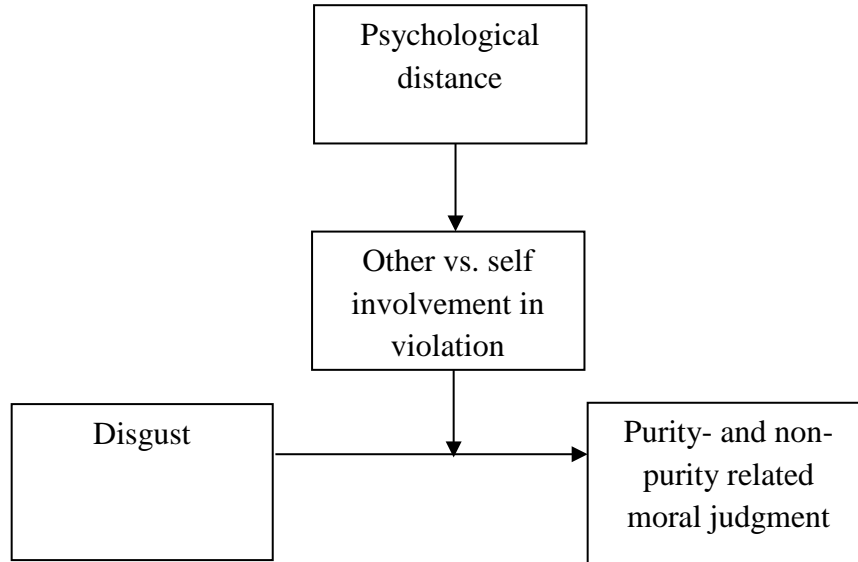 Psychological
distance
Other vs. self
involvement in
violation
Disgust
Purity- and non-
purity related
moral judgment